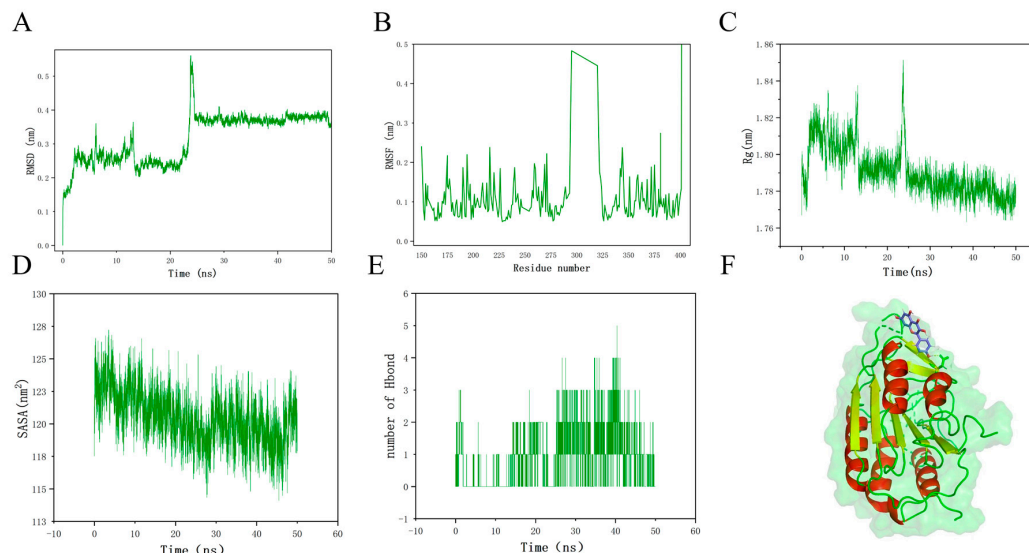 A
B
C
0.6
0.5
0.4
0.3
0.2
0.1
0.0
RMSD (nm)
0 10 20 30 40 50
Time (ns)
0.5
0.4
0.3
0.2
0.1
0.0
RMSF (nm)
150 175 200 225 250 275 300 325 350 375 400
Residue number
1.86
1.84
1.82
1.80
1.78
1.76
Rg(nm)
0 10 20 30 40 50
Time(ns)
D
E
F
130
128
125
123
120
118
115
113
SASA(nm²)
-10 0 10 20 30 40 50 60
Time (ns)
6
5
4
3
2
1
0
-1
number of Hbond
-10 0 10 20 30 40 50 60
Time (ns)